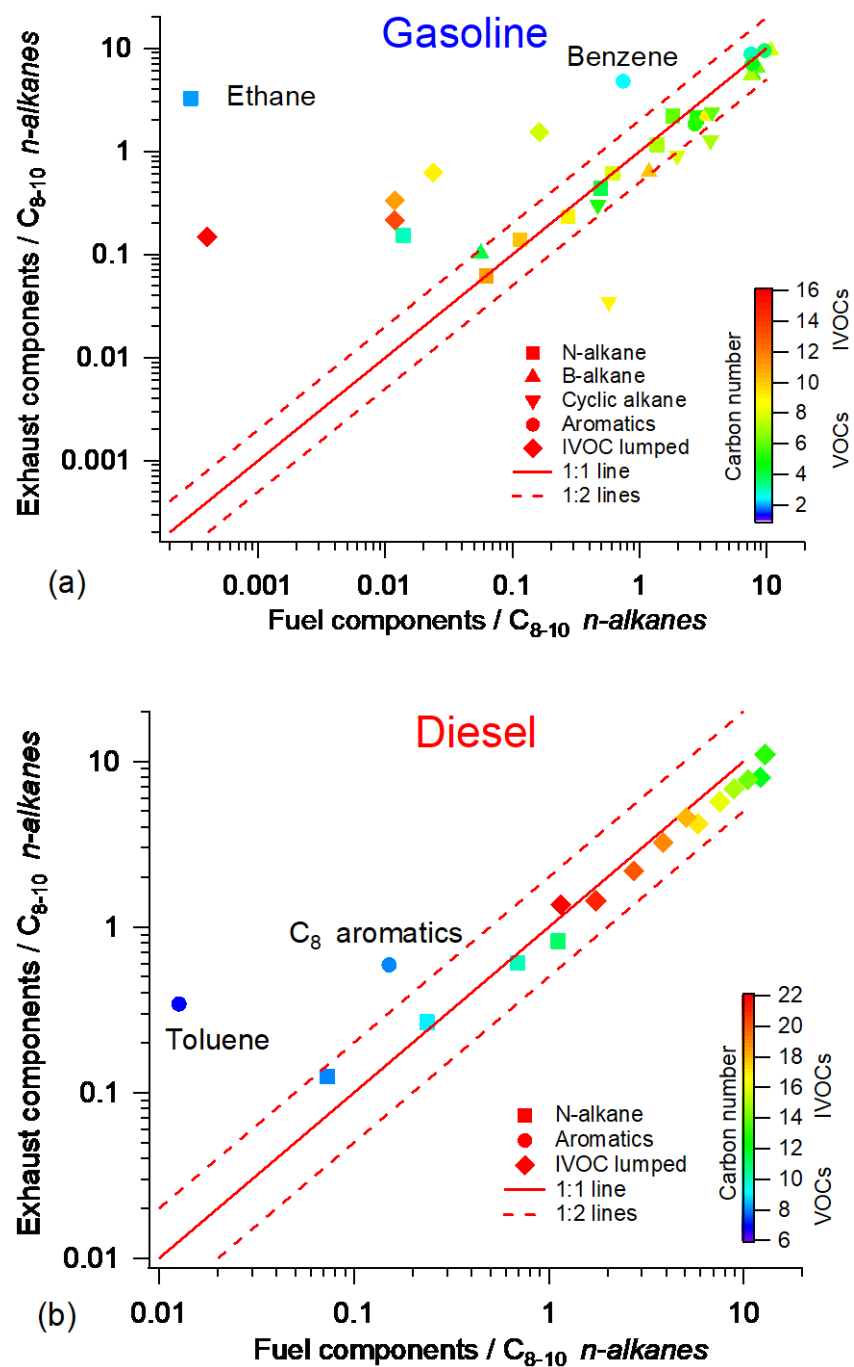 Gasoline
Ethane
Benzene
Exhaust components / C8-10 n-alkanes
10
1
0.1
0.01
0.001
N-alkane
B-alkane
Cyclic alkane
Aromatics
IVOC lumped
1:1 line
1:2 lines
Carbon number
16
14
12
10
8
6
4
2
IVOCs
VOCs
(a)
0.001
0.01
0.1
1
10
Fuel components / C8-10 n-alkanes
Diesel
C8 aromatics
Toluene
Exhaust components / C8-10 n-alkanes
10
1
0.1
0.01
N-alkane
Aromatics
IVOC lumped
1:1 line
1:2 lines
Carbon number
22
20
18
16
14
12
10
8
6
IVOCs
VOCs
(b)
0.01
0.1
1
10
Fuel components / C8-10 n-alkanes